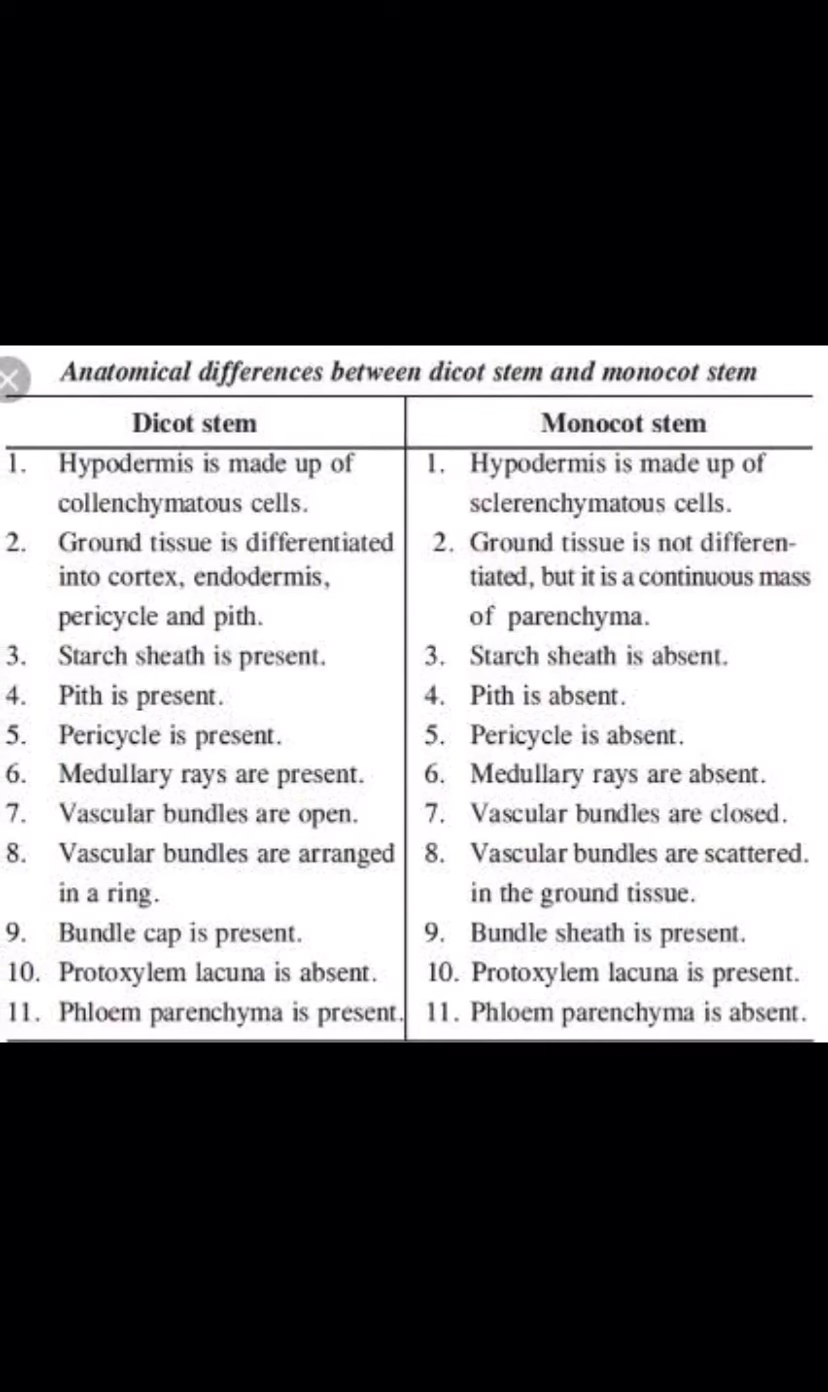 Anatomical differences between dicot stem and monocot stem
Dicot stem
1. Hypodermis is made up of
collenchymatous cells.
2. Ground tissue is differentiated
into cortex, endodermis,
pericycle and pith.
3. Starch sheath is present.
4. Pith is present.
5. Pericycle is present.
6. Medullary rays are present.
7. Vascular bundles are open.
8. Vascular bundles are arranged
in a ring.
9. Bundle cap is present.
10. Protoxylem lacuna is absent.
11. Phloem parenchyma is present.
Monocot stem
1. Hypodermis is made up of
sclerenchymatous cells.
2. Ground tissue is not differen-
tiated, but it is a continuous mass
of parenchyma.
3. Starch sheath is absent.
4. Pith is absent.
5. Pericycle is absent.
6. Medullary rays are absent.
7. Vascular bundles are closed.
8. Vascular bundles are scattered.
in the ground tissue.
9. Bundle sheath is present.
10. Protoxylem lacuna is present.
11. Phloem parenchyma is absent.